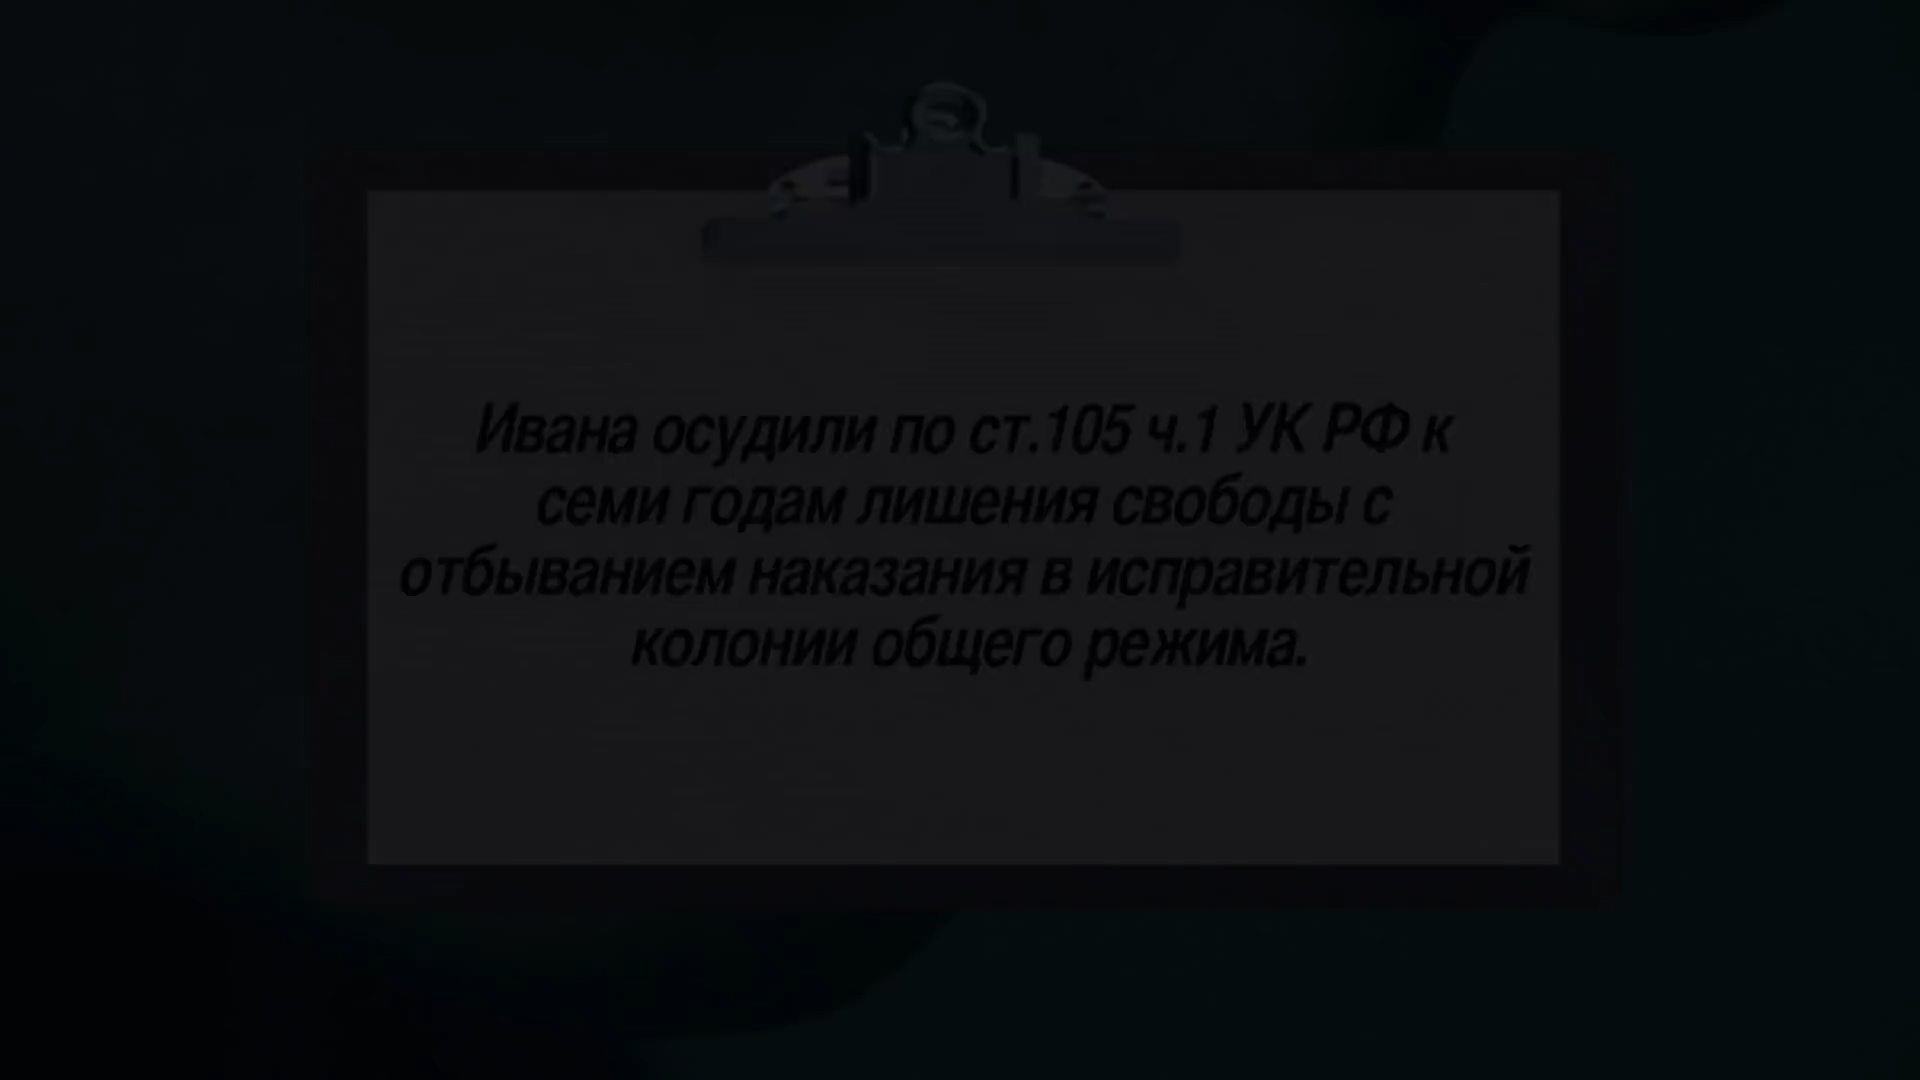 Ивана осудили по ст.105 ч.1 УК РФ к
семи годам лишения свободы с
отбыванием наказания в исправительной
колонии общего режима.